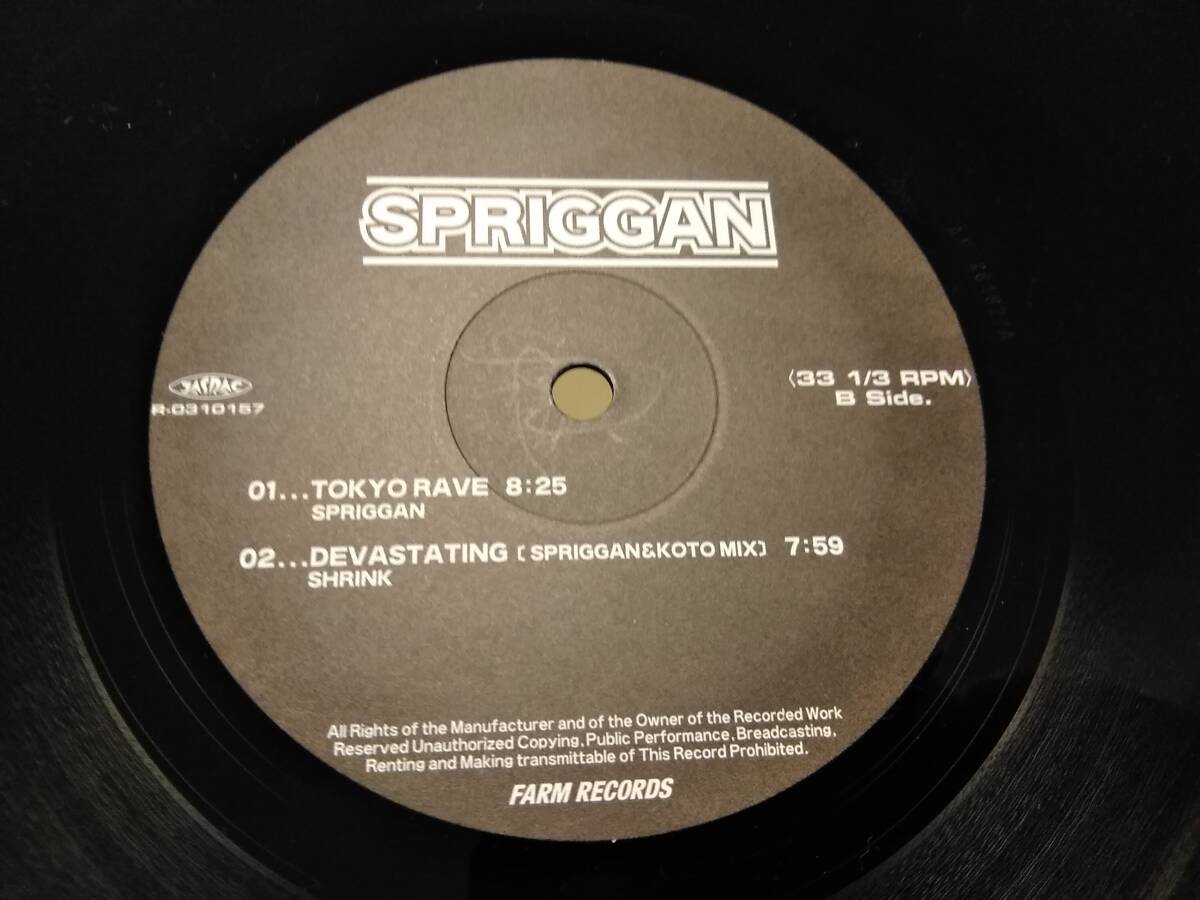 SPRIGGAN
JASRAC
R-0310157
〈33 1/3 RPM〉
B Side.
01...TOKYO RAVE 8:25
SPRIGGAN
02...DEVASTATING [SPRIGGAN&KOTO MIX] 7:59
SHRINK
All Rights of the Manufacturer and of the Owner of the Recorded Work
Reserved Unauthorized Copying.Public Performance.Breadcasting.
Renting and Making transmittable of This Record Prohibited.
FARM RECORDS